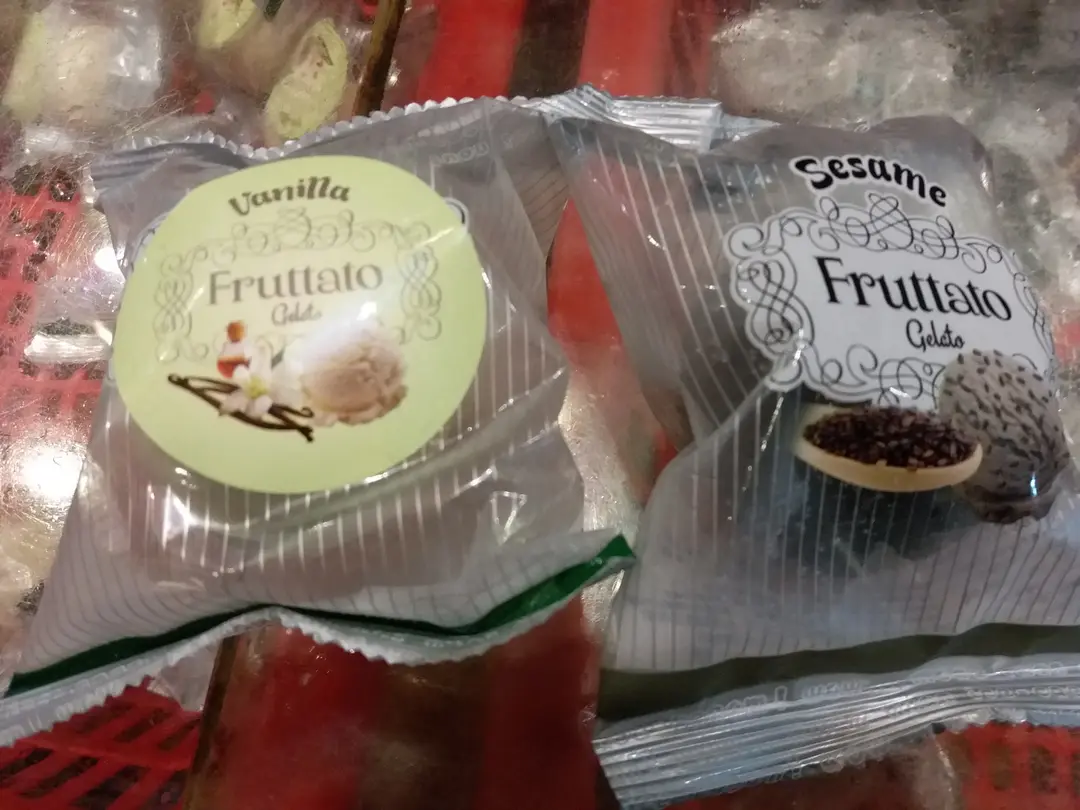 Vanilla
Fruttato
Gelato
Sesame
Fruttato
Gelato